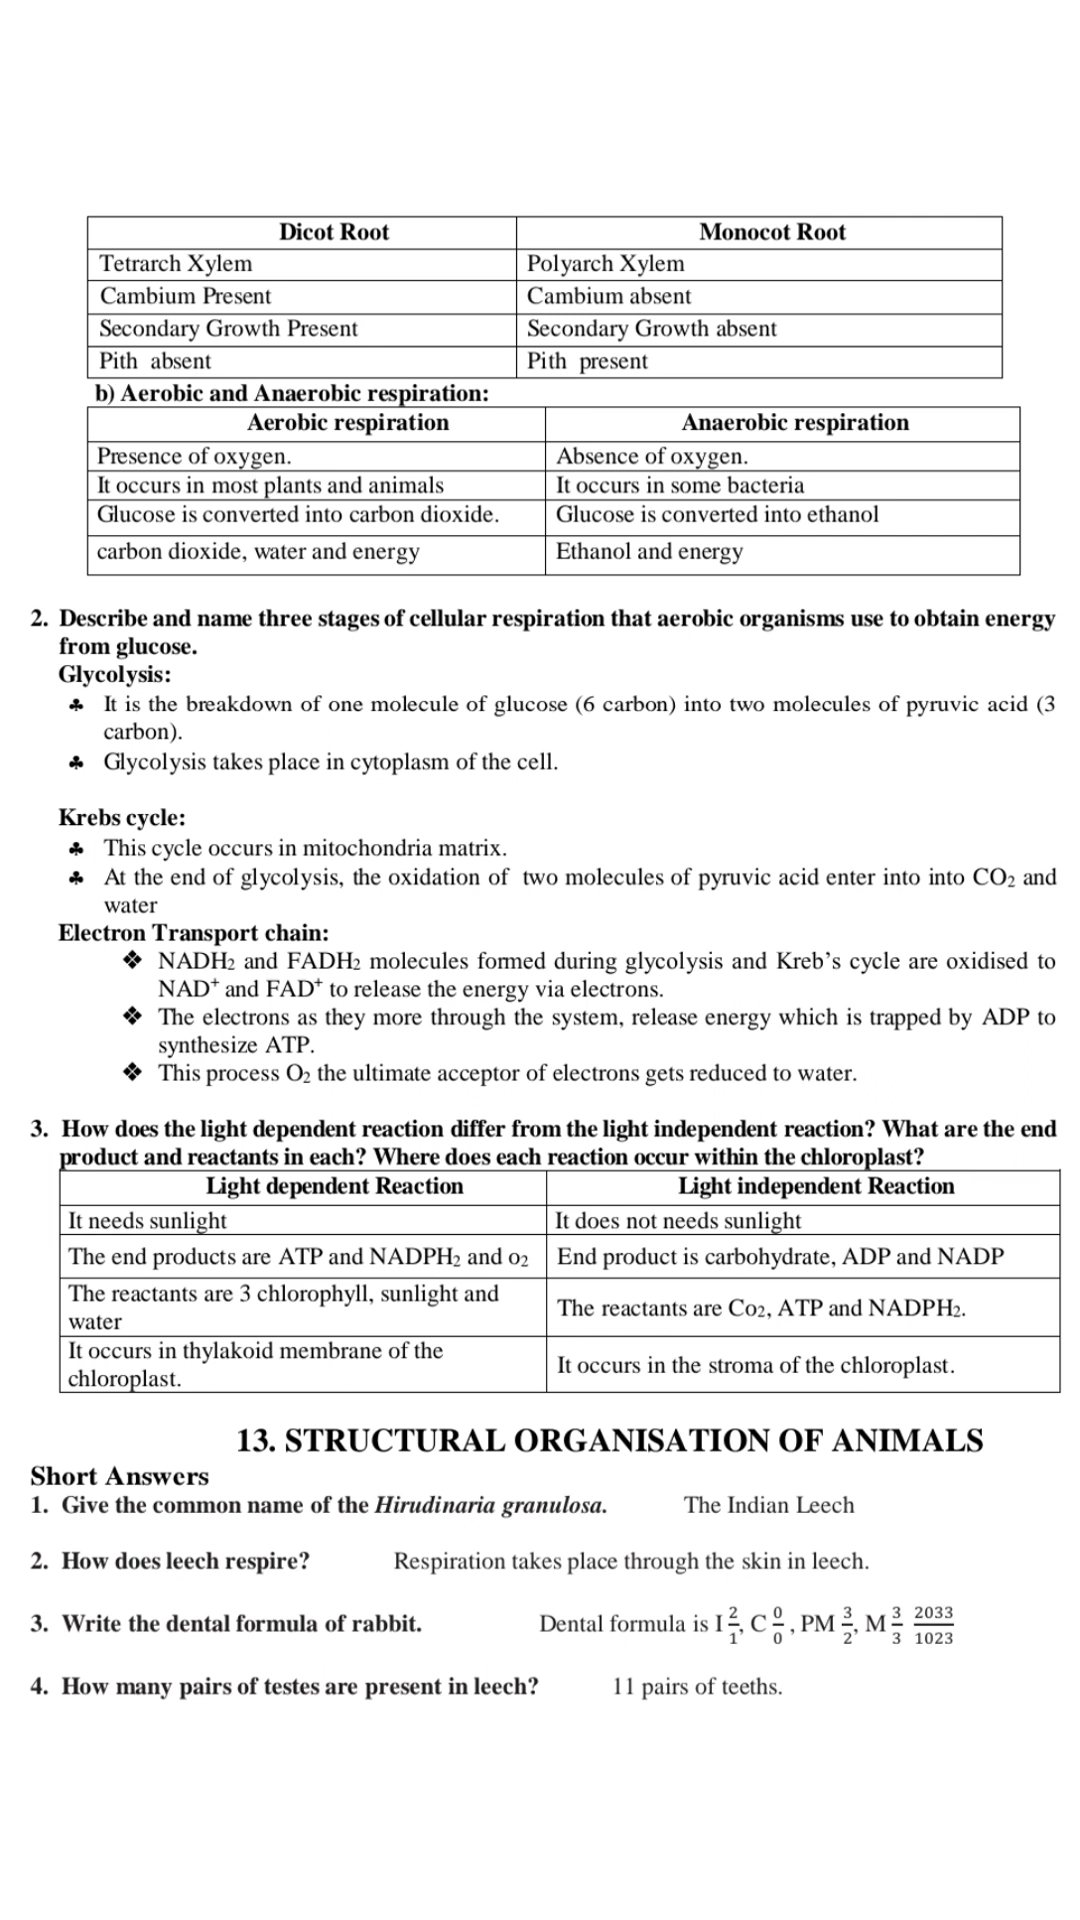 Dicot Root Monocot Root
Tetrarch Xylem Polyarch Xylem
Cambium Present Cambium absent
Secondary Growth Present Secondary Growth absent
Pith absent Pith present
b) Aerobic and Anaerobic respiration:
Aerobic respiration Anaerobic respiration
Presence of oxygen. Absence of oxygen.
It occurs in most plants and animals It occurs in some bacteria
Glucose is converted into carbon dioxide. Glucose is converted into ethanol
carbon dioxide, water and energy Ethanol and energy
2. Describe and name three stages of cellular respiration that aerobic organisms use to obtain energy
from glucose.
Glycolysis:
♣ It is the breakdown of one molecule of glucose (6 carbon) into two molecules of pyruvic acid (3
carbon).
♣ Glycolysis takes place in cytoplasm of the cell.
Krebs cycle:
♣ This cycle occurs in mitochondria matrix.
♣ At the end of glycolysis, the oxidation of two molecules of pyruvic acid enter into into CO₂ and
water
Electron Transport chain:
❖ NADH₂ and FADH₂ molecules formed during glycolysis and Kreb’s cycle are oxidised to
NAD⁺ and FAD⁺ to release the energy via electrons.
❖ The electrons as they more through the system, release energy which is trapped by ADP to
synthesize ATP.
❖ This process O₂ the ultimate acceptor of electrons gets reduced to water.
3. How does the light dependent reaction differ from the light independent reaction? What are the end
product and reactants in each? Where does each reaction occur within the chloroplast?
Light dependent Reaction Light independent Reaction
It needs sunlight It does not needs sunlight
The end products are ATP and NADPH₂ and o₂ End product is carbohydrate, ADP and NADP
The reactants are 3 chlorophyll, sunlight and
water
The reactants are Co₂, ATP and NADPH₂.
It occurs in thylakoid membrane of the
chloroplast.
It occurs in the stroma of the chloroplast.
13. STRUCTURAL ORGANISATION OF ANIMALS
Short Answers
1. Give the common name of the Hirudinaria granulosa. The Indian Leech
2. How does leech respire? Respiration takes place through the skin in leech.
3. Write the dental formula of rabbit. Dental formula is I 2/1, C 0/0, PM 3/2, M 3/3 2033/1023
4. How many pairs of testes are present in leech? 11 pairs of teeths.